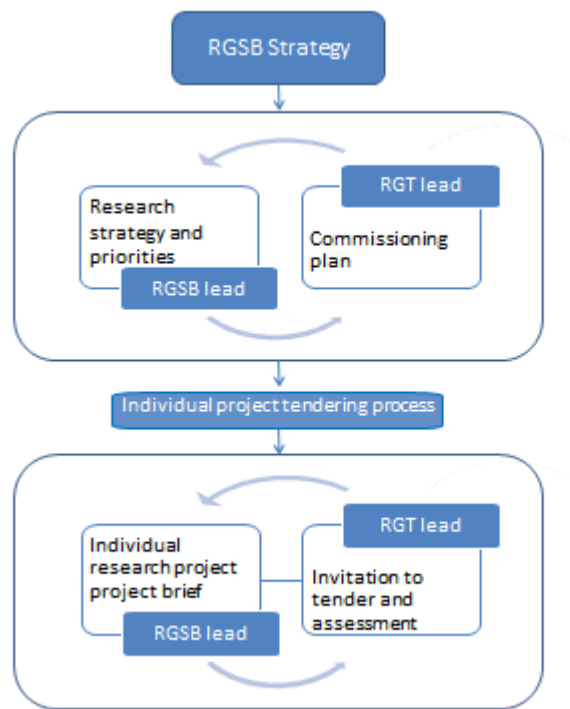 RGSB Strategy
RGT lead
Research
strategy and
priorities
Commissioning
plan
RGSB lead
Individual project tendering process
RGT lead
Individual
research project
project brief
Invitation to
tender and
assessment
RGSB lead